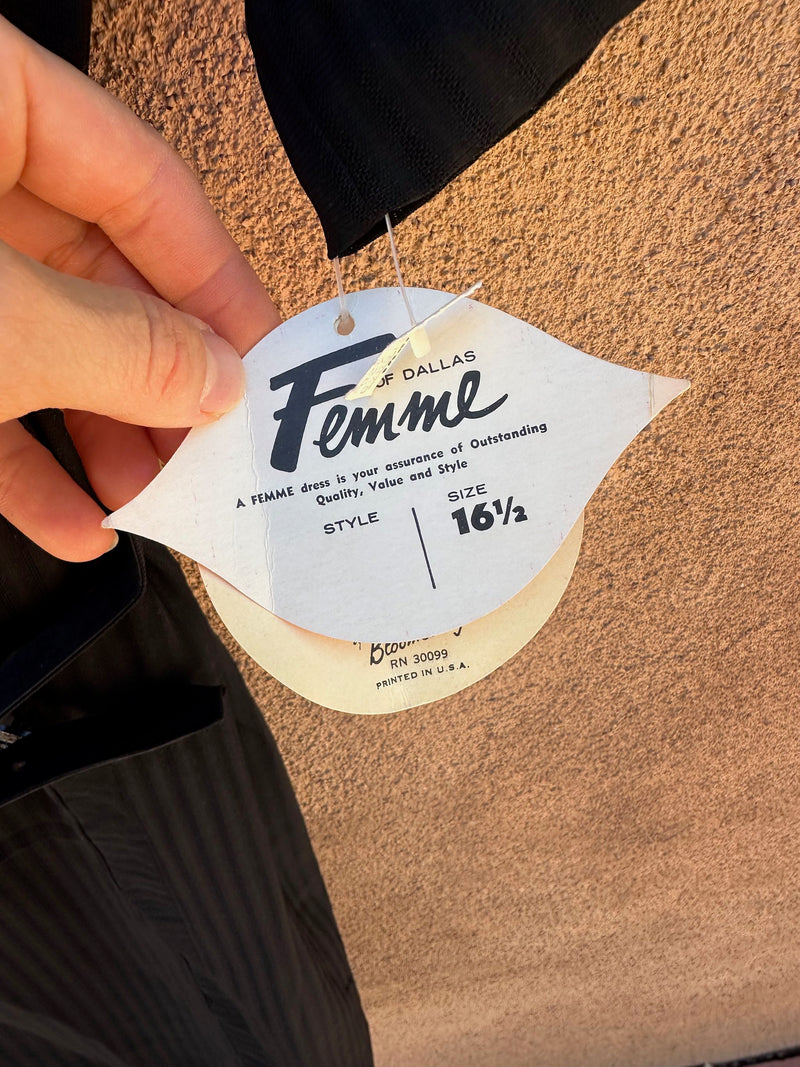 OF DALLAS
Femme
A FEMME dress is your assurance of Outstanding
Quality, Value and Style
STYLE
SIZE
16½
RN 30099
PRINTED IN U.S.A.